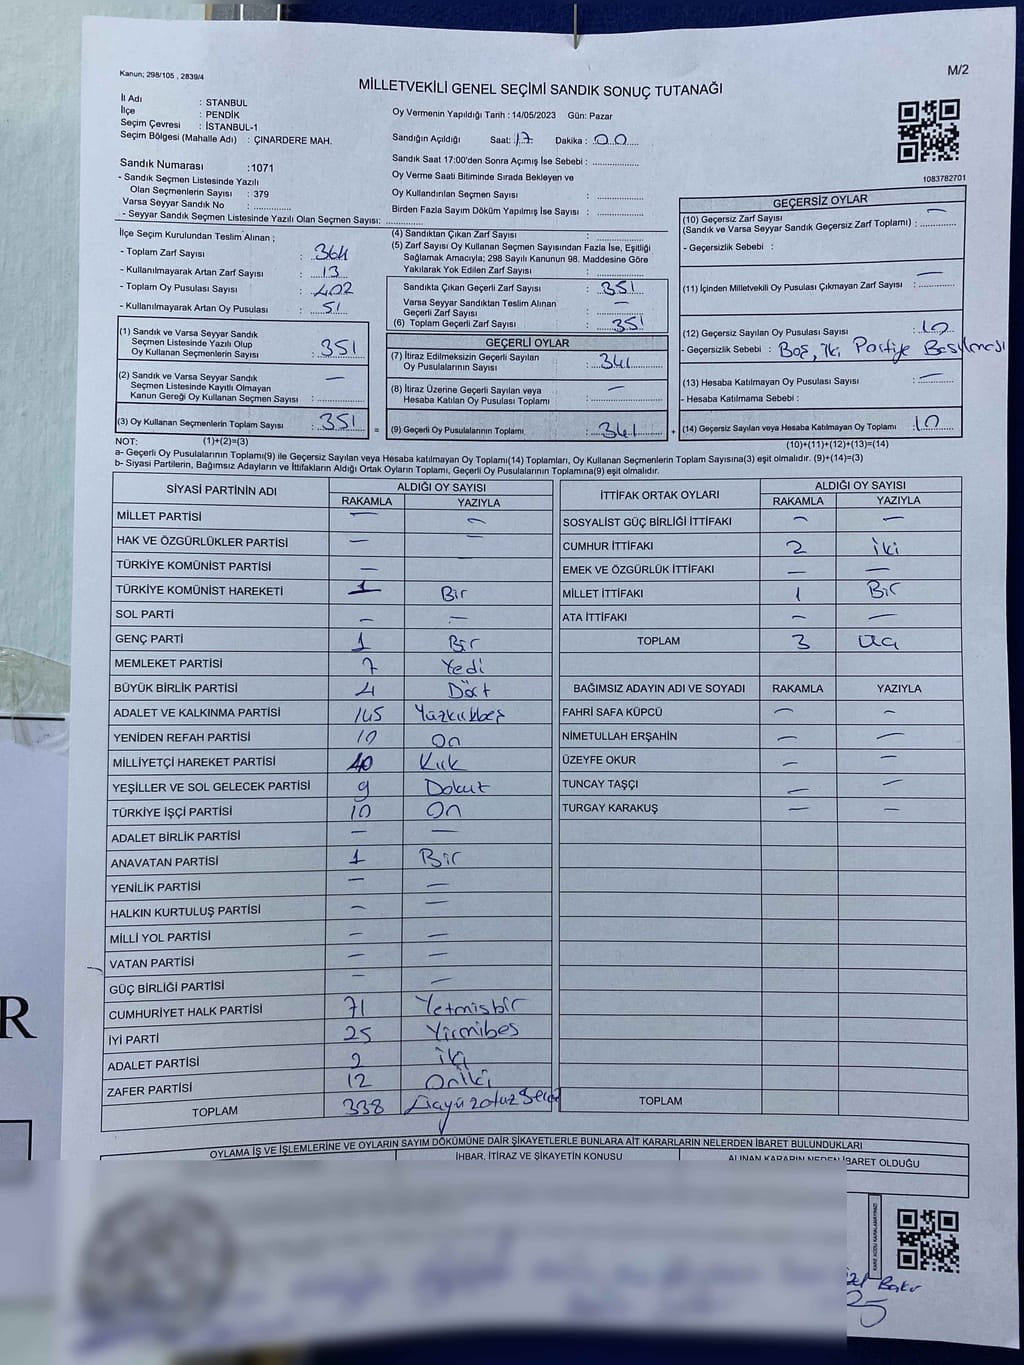 Kanun; 298/105 , 2839/4
M/2
MİLLETVEKİLİ GENEL SEÇİMİ SANDIK SONUÇ TUTANAĞI
İl Adı : STANBUL
İlçe : PENDİK
Seçim Çevresi : İSTANBUL-1
Seçim Bölgesi (Mahalle Adı) : ÇINARDERE MAH.
Sandık Numarası :1071
- Sandık Seçmen Listesinde Yazılı
Olan Seçmenlerin Sayısı : 379
Varsa Seyyar Sandık No :
- Seyyar Sandık Seçmen Listesinde Yazılı Olan Seçmen Sayısı:
Oy Vermenin Yapıldığı Tarih : 14/05/2023 Gün: Pazar
Sandığın Açıldığı Saat: 17 Dakika : 00
Sandık Saat 17:00'den Sonra Açımış İse Sebebi :
Oy Verme Saati Bitiminde Sırada Bekleyen ve
Oy Kullandırılan Seçmen Sayısı :
Birden Fazla Sayım Döküm Yapılmış İse Sayısı :
1083782701
İlçe Seçim Kurulundan Teslim Alınan ;
- Toplam Zarf Sayısı : 364
- Kullanılmayarak Artan Zarf Sayısı : 13
- Toplam Oy Pusulası Sayısı : 402
- Kullanılmayarak Artan Oy Pusulası : 51
(4) Sandıktan Çıkan Zarf Sayısı :
(5) Zarf Sayısı Oy Kullanan Seçmen Sayısından Fazla İse, Eşitliği
Sağlamak Amacıyla; 298 Sayılı Kanunun 98. Maddesine Göre
Yakılarak Yok Edilen Zarf Sayısı :
Sandıkta Çıkan Geçerli Zarf Sayısı : 351
Varsa Seyyar Sandıktan Teslim Alınan
Geçerli Zarf Sayısı : —
(6) Toplam Geçerli Zarf Sayısı : 351
GEÇERSİZ OYLAR
(10) Geçersiz Zarf Sayısı —
(Sandık ve Varsa Seyyar Sandık Geçersiz Zarf Toplamı) :
- Geçersizlik Sebebi :
(11) İçinden Milletvekili Oy Pusulası Çıkmayan Zarf Sayısı : —
(12) Geçersiz Sayılan Oy Pusulası Sayısı : 10
- Geçersizlik Sebebi : Boş, iki Partiye Basılması
(13) Hesaba Katılmayan Oy Pusulası Sayısı : —
- Hesaba Katılmama Sebebi :
(14) Geçersiz Sayılan veya Hesaba Katılmayan Oy Toplamı : 10
(1) Sandık ve Varsa Seyyar Sandık
Seçmen Listesinde Yazılı Olup
Oy Kullanan Seçmenlerin Sayısı : 351
(2) Sandık ve Varsa Seyyar Sandık
Seçmen Listesinde Kayıtlı Olmayan
Kanun Gereği Oy Kullanan Seçmen Sayısı : —
(3) Oy Kullanan Seçmenlerin Toplam Sayısı : 351
GEÇERLİ OYLAR
(7) İtiraz Edilmeksizin Geçerli Sayılan
Oy Pusulalarının Sayısı : 341
(8) İtiraz Üzerine Geçerli Sayılan veya
Hesaba Katılan Oy Pusulası Toplamı : —
= (9) Geçerli Oy Pusulalarının Toplamı : 341 +
NOT: (1)+(2)=(3)
(10)+(11)+(12)+(13)=(14)
a- Geçerli Oy Pusulalarının Toplamı(9) ile Geçersiz Sayılan veya Hesaba katılmayan Oy Toplamı(14) Toplamları, Oy Kullanan Seçmenlerin Toplam Sayısına(3) eşit olmalıdır. (9)+(14)=(3)
b- Siyasi Partilerin, Bağımsız Adayların ve İttifakların Aldığı Ortak Oyların Toplamı, Geçerli Oy Pusulalarının Toplamına(9) eşit olmalıdır.
SİYASİ PARTİNİN ADI ALDIĞI OY SAYISI
RAKAMLA YAZIYLA
MİLLET PARTİSİ — —
HAK VE ÖZGÜRLÜKLER PARTİSİ — —
TÜRKİYE KOMÜNİST PARTİSİ —
TÜRKİYE KOMÜNİST HAREKETİ 1 Bir
SOL PARTİ — —
GENÇ PARTİ 1 Bir
MEMLEKET PARTİSİ 7 Yedi
BÜYÜK BİRLİK PARTİSİ 4 Dört
ADALET VE KALKINMA PARTİSİ 145 Yüzkırkbeş
YENİDEN REFAH PARTİSİ 10 On
MİLLİYETÇİ HAREKET PARTİSİ 40 Kırk
YEŞİLLER VE SOL GELECEK PARTİSİ 9 Dokuz
TÜRKİYE İŞÇİ PARTİSİ 10 On
ADALET BİRLİK PARTİSİ — —
ANAVATAN PARTİSİ 1 Bir
YENİLİK PARTİSİ — —
HALKIN KURTULUŞ PARTİSİ — —
MİLLİ YOL PARTİSİ — —
VATAN PARTİSİ — —
GÜÇ BİRLİĞİ PARTİSİ — —
CUMHURİYET HALK PARTİSİ 71 Yetmişbir
İYİ PARTİ 25 Yirmibeş
ADALET PARTİSİ 2 iki
ZAFER PARTİSİ 12 Oniki
TOPLAM 338
İTTİFAK ORTAK OYLARI ALDIĞI OY SAYISI
RAKAMLA YAZIYLA
SOSYALİST GÜÇ BİRLİĞİ İTTİFAKI — —
CUMHUR İTTİFAKI 2 iki
EMEK VE ÖZGÜRLÜK İTTİFAKI — —
MİLLET İTTİFAKI 1 Bir
ATA İTTİFAKI — —
TOPLAM 3 Üç
BAĞIMSIZ ADAYIN ADI VE SOYADI RAKAMLA YAZIYLA
FAHRİ SAFA KÜPCÜ — —
NİMETULLAH ERŞAHİN — —
ÜZEYFE OKUR — —
TUNCAY TAŞÇI — —
TURGAY KARAKUŞ — —
TOPLAM
OYLAMA İŞ VE İŞLEMLERİNE VE OYLARIN SAYIM DÖKÜMÜNE DAİR ŞİKAYETLERLE BUNLARA AİT KARARLARIN NELERDEN İBARET BULUNDUKLARI
İHBAR, İTİRAZ VE ŞİKAYETİN KONUSU
ALINAN KARARIN NEDEN İBARET OLDUĞU
R